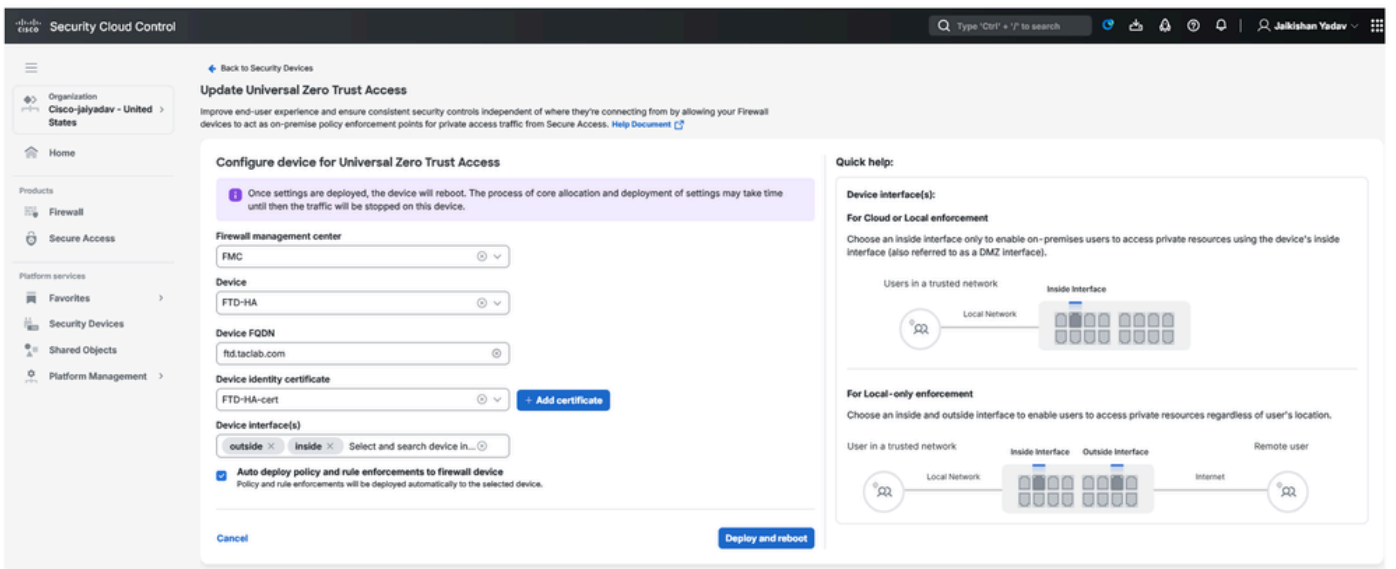 CISCO
Security Cloud Control
Type 'Ctrl' + '/' to search
Jaikishan Yadav
Organization
Cisco-jaiyadav - United
States
Home
Products
Firewall
Secure Access
Platform services
Favorites
Security Devices
Shared Objects
Platform Management
Back to Security Devices
Update Universal Zero Trust Access
Improve end-user experience and ensure consistent security controls independent of where they're connecting from by allowing your Firewall
devices to act as on-premise policy enforcement points for private access traffic from Secure Access. Help Document
Configure device for Universal Zero Trust Access
Once settings are deployed, the device will reboot. The process of core allocation and deployment of settings may take time
until then the traffic will be stopped on this device.
Firewall management center
FMC
Device
FTD-HA
Device FQDN
ftd.taclab.com
Device identity certificate
FTD-HA-cert
+ Add certificate
Device interface(s)
outside × inside × Select and search device in...
Auto deploy policy and rule enforcements to firewall device
Policy and rule enforcements will be deployed automatically to the selected device.
Cancel
Deploy and reboot
Quick help:
Device interface(s):
For Cloud or Local enforcement
Choose an inside interface only to enable on-premises users to access private resources using the device's inside
interface (also referred to as a DMZ interface).
Users in a trusted network
Inside Interface
Local Network
For Local-only enforcement
Choose an inside and outside interface to enable users to access private resources regardless of user's location.
User in a trusted network
Inside Interface
Outside Interface
Remote user
Local Network
Internet